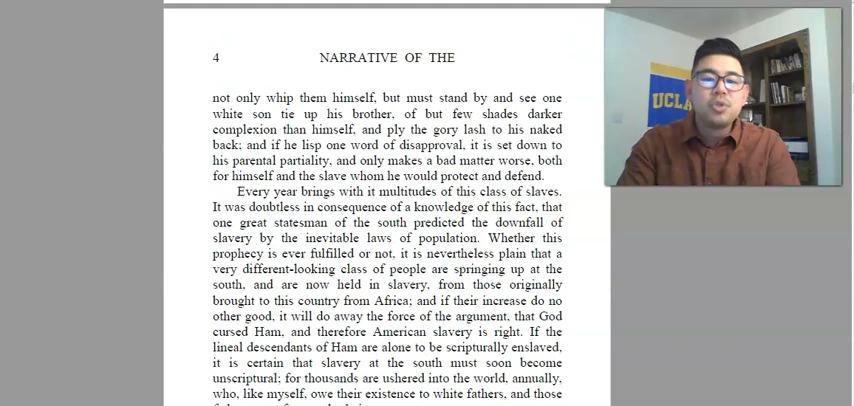 4 NARRATIVE OF THE
not only whip them himself, but must stand by and see one
white son tie up his brother, of but few shades darker
complexion than himself, and ply the gory lash to his naked
back; and if he lisp one word of disapproval, it is set down to
his parental partiality, and only makes a bad matter worse, both
for himself and the slave whom he would protect and defend.
Every year brings with it multitudes of this class of slaves.
It was doubtless in consequence of a knowledge of this fact, that
one great statesman of the south predicted the downfall of
slavery by the inevitable laws of population. Whether this
prophecy is ever fulfilled or not, it is nevertheless plain that a
very different-looking class of people are springing up at the
south, and are now held in slavery, from those originally
brought to this country from Africa; and if their increase do no
other good, it will do away the force of the argument, that God
cursed Ham, and therefore American slavery is right. If the
lineal descendants of Ham are alone to be scripturally enslaved,
it is certain that slavery at the south must soon become
unscriptural; for thousands are ushered into the world, annually,
who, like myself, owe their existence to white fathers, and those
UCLA